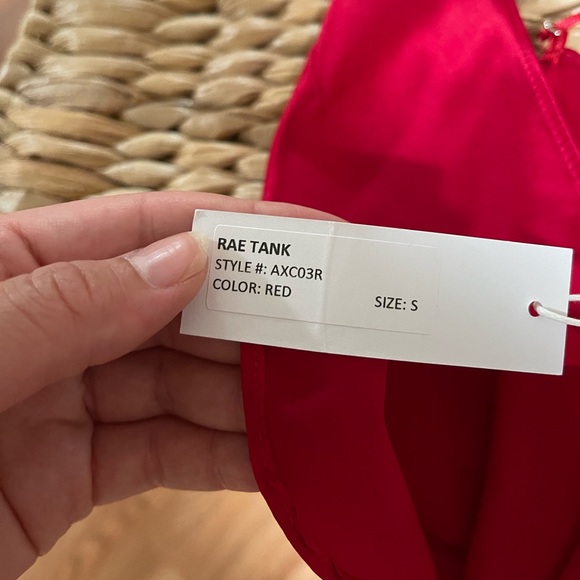 RAE TANK
STYLE #: AXC03R
COLOR: RED
SIZE: S